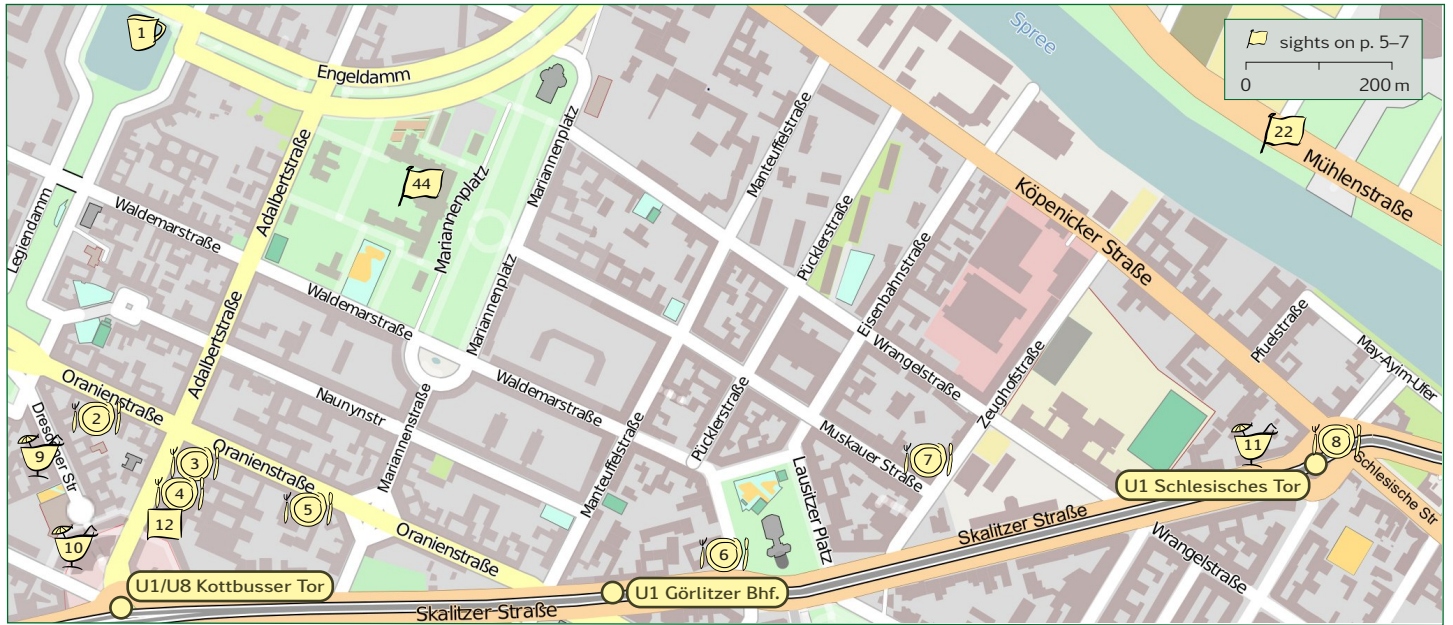 1
Spree
sights on p. 5–7
0
200 m
Engeldamm
22
Mühlenstraße
Manteuffelstraße
Mariannenplatz
44
Adalbertstraße
Mariannenplatz
Köpenicker Straße
Legiendamm
Waldemarstraße
Pücklerstraße
Eisenbahnstraße
Mariannenplatz
Waldemarstraße
Pfuelstraße
May-Ayim-Ufer
Wrangelstraße
Adalbertstraße
Oranienstraße
Naunynstr
Waldemarstraße
Zeughofstraße
2
Dresdner Str
Mariannenstraße
Pücklerstraße
Muskauer Straße
9
3
Oranienstraße
Manteuffelstraße
7
11
8
Schlesische Str
4
5
Lausitzer Platz
U1 Schlesisches Tor
12
10
Oranienstraße
6
Skalitzer Straße
Wrangelstraße
U1/U8 Kottbusser Tor
U1 Görlitzer Bhf.
Skalitzer Straße